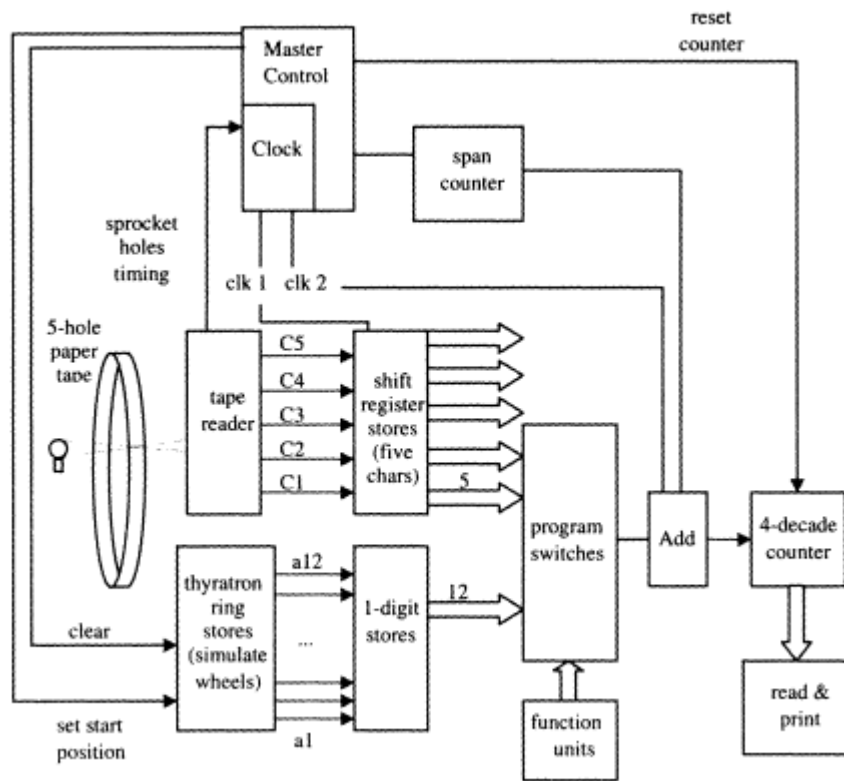 reset
counter
Master
Control
Clock
span
counter
sprocket
holes
timing
clk 1
clk 2
5-hole
paper
tape
tape
reader
C5
C4
C3
C2
C1
shift
register
stores
(five
chars)
5
program
switches
Add
4-decade
counter
thyratron
ring
stores
(simulate
wheels)
a12
...
a1
1-digit
stores
12
clear
set start
position
function
units
read &
print